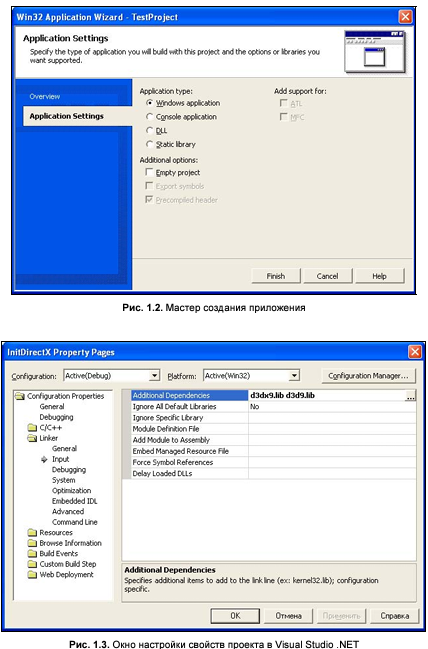 Win32 Application Wizard - TestProject
Application Settings
Specify the type of application you will build with this project and the options or libraries you
want supported.
Overview
Application Settings
Application type:
Windows application
Console application
DLL
Static library
Additional options:
Empty project
Export symbols
Precompiled header
Add support for:
ATL
MFC
Finish
Cancel
Help
Рис. 1.2. Мастер создания приложения
InitDirectX Property Pages
Configuration:
Active(Debug)
Platform:
Active(Win32)
Configuration Manager...
Configuration Properties
General
Debugging
C/C++
Linker
General
Input
Debugging
System
Optimization
Embedded IDL
Advanced
Command Line
Resources
Browse Information
Build Events
Custom Build Step
Web Deployment
Additional Dependencies d3dx9.lib d3d9.lib ...
Ignore All Default Libraries No
Ignore Specific Library
Module Definition File
Add Module to Assembly
Embed Managed Resource File
Force Symbol References
Delay Loaded DLLs
Additional Dependencies
Specifies additional items to add to the link line (ex: kernel32.lib); configuration
specific.
OK
Отмена
Применить
Справка
Рис. 1.3. Окно настройки свойств проекта в Visual Studio .NET